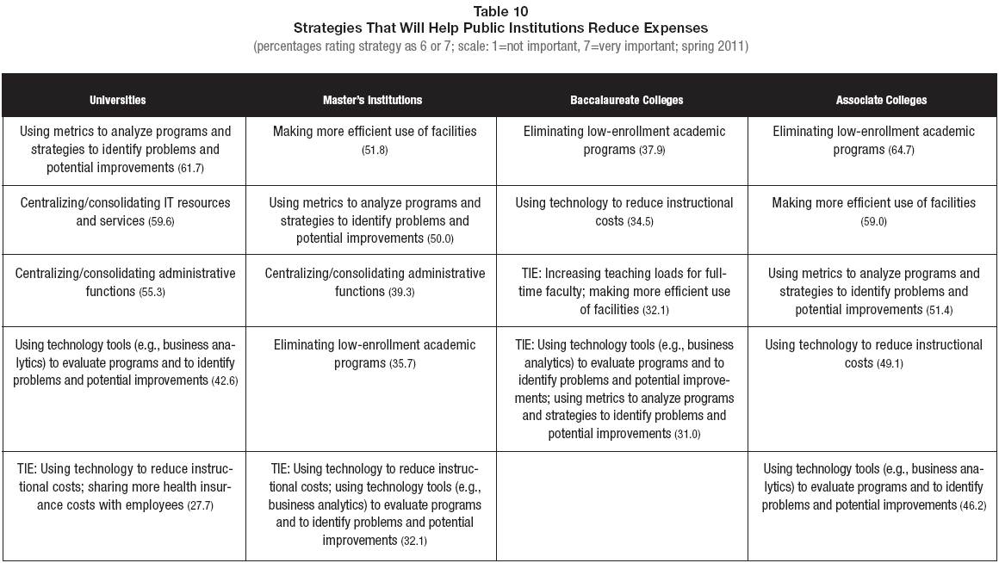 Table 10
Strategies That Will Help Public Institutions Reduce Expenses
(percentages rating strategy as 6 or 7; scale: 1=not important, 7=very important; spring 2011)
Universities
Master's Institutions
Baccalaureate Colleges
Associate Colleges
Using metrics to analyze programs and
strategies to identify problems and
potential improvements (61.7)
Making more efficient use of facilities
(51.8)
Eliminating low-enrollment academic
programs (37.9)
Eliminating low-enrollment academic
programs (64.7)
Centralizing/consolidating IT resources
and services (59.6)
Using metrics to analyze programs and
strategies to identify problems and
potential improvements (50.0)
Using technology to reduce instructional
costs (34.5)
Making more efficient use of facilities
(59.0)
Centralizing/consolidating administrative
functions (55.3)
Centralizing/consolidating administrative
functions (39.3)
TIE: Increasing teaching loads for full-
time faculty; making more efficient use
of facilities (32.1)
Using metrics to analyze programs and
strategies to identify problems and
potential improvements (51.4)
Using technology tools (e.g., business ana-
lytics) to evaluate programs and to identify
problems and potential improvements (42.6)
Eliminating low-enrollment academic
programs (35.7)
TIE: Using technology tools (e.g., business
analytics) to evaluate programs and to
identify problems and potential improve-
ments; using metrics to analyze programs
and strategies to identify problems and
potential improvements (31.0)
Using technology to reduce instructional
costs (49.1)
TIE: Using technology to reduce instruc-
tional costs; sharing more health insur-
ance costs with employees (27.7)
TIE: Using technology to reduce instruc-
tional costs; using technology tools (e.g.,
business analytics) to evaluate programs
and to identify problems and potential
improvements (32.1)
Using technology tools (e.g., business ana-
lytics) to evaluate programs and to identify
problems and potential improvements (46.2)